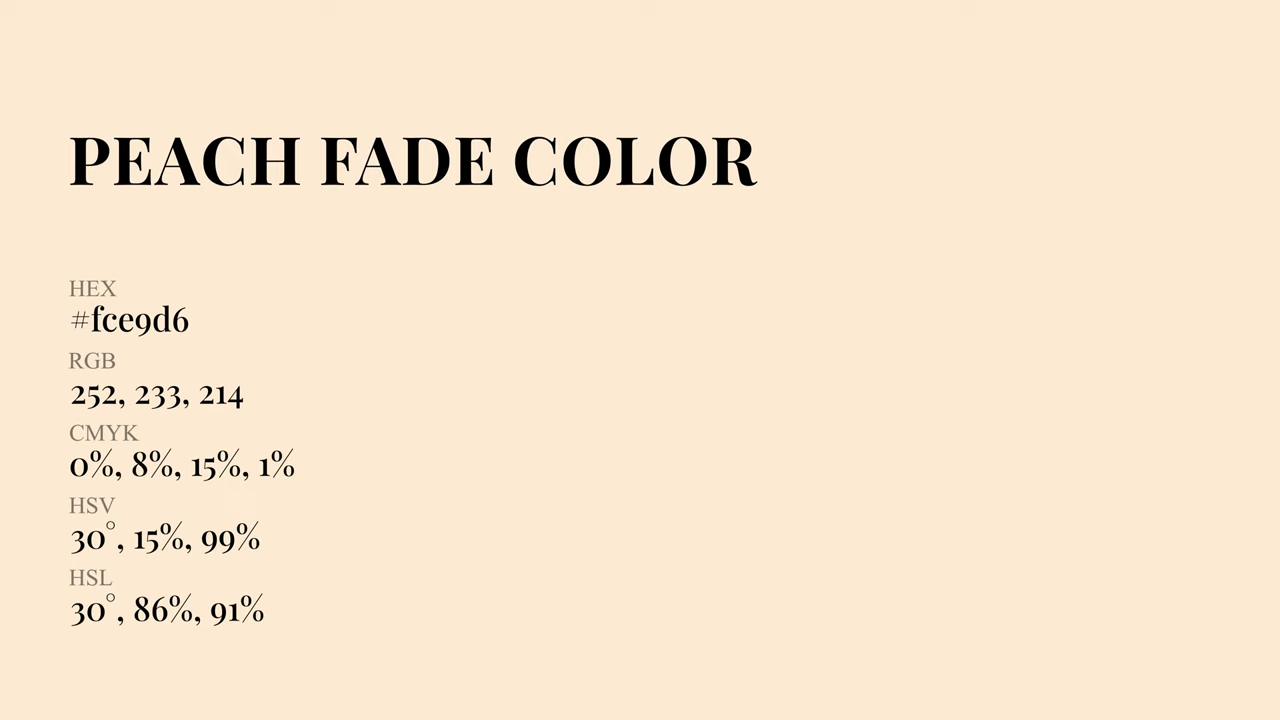 PEACH FADE COLOR
HEX
#fce9d6
RGB
252, 233, 214
CMYK
0%, 8%, 15%, 1%
HSV
30°, 15%, 99%
HSL
30°, 86%, 91%